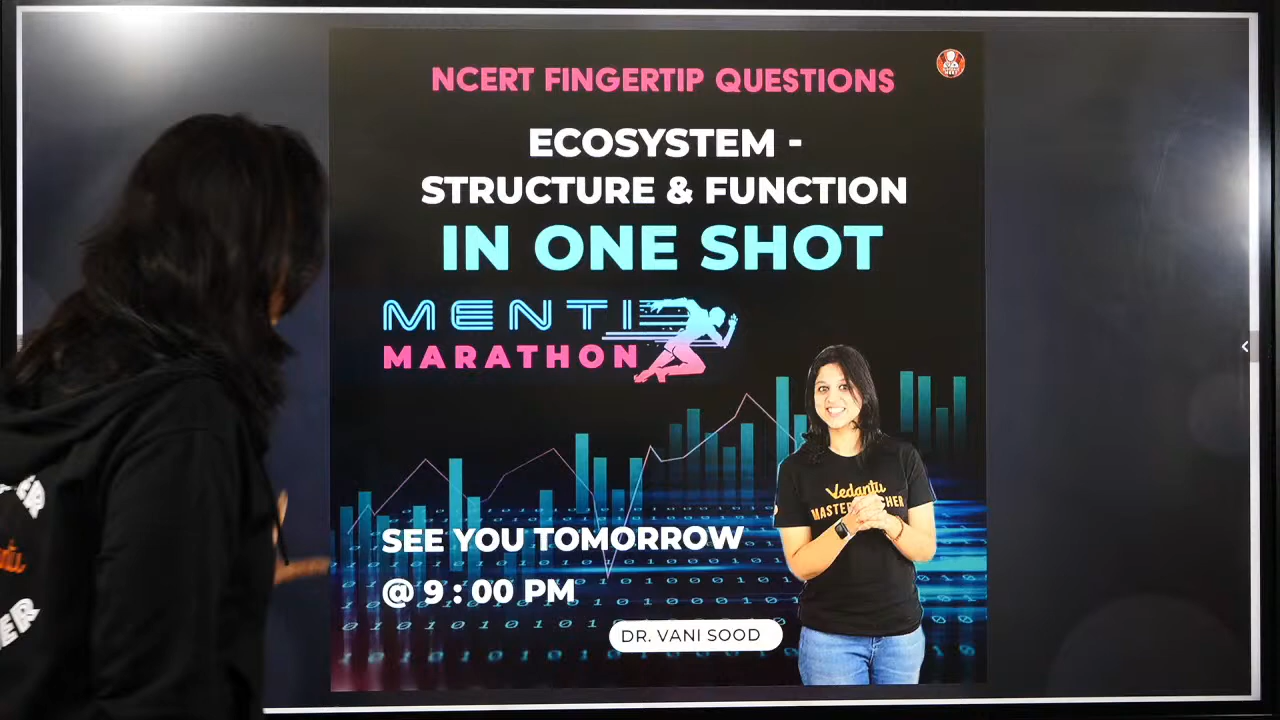 NCERT FINGERTIP QUESTIONS
ECOSYSTEM -
STRUCTURE & FUNCTION
IN ONE SHOT
MENTI
MARATHON
SEE YOU TOMORROW
@ 9 : 00 PM
DR. VANI SOOD
Vedantu